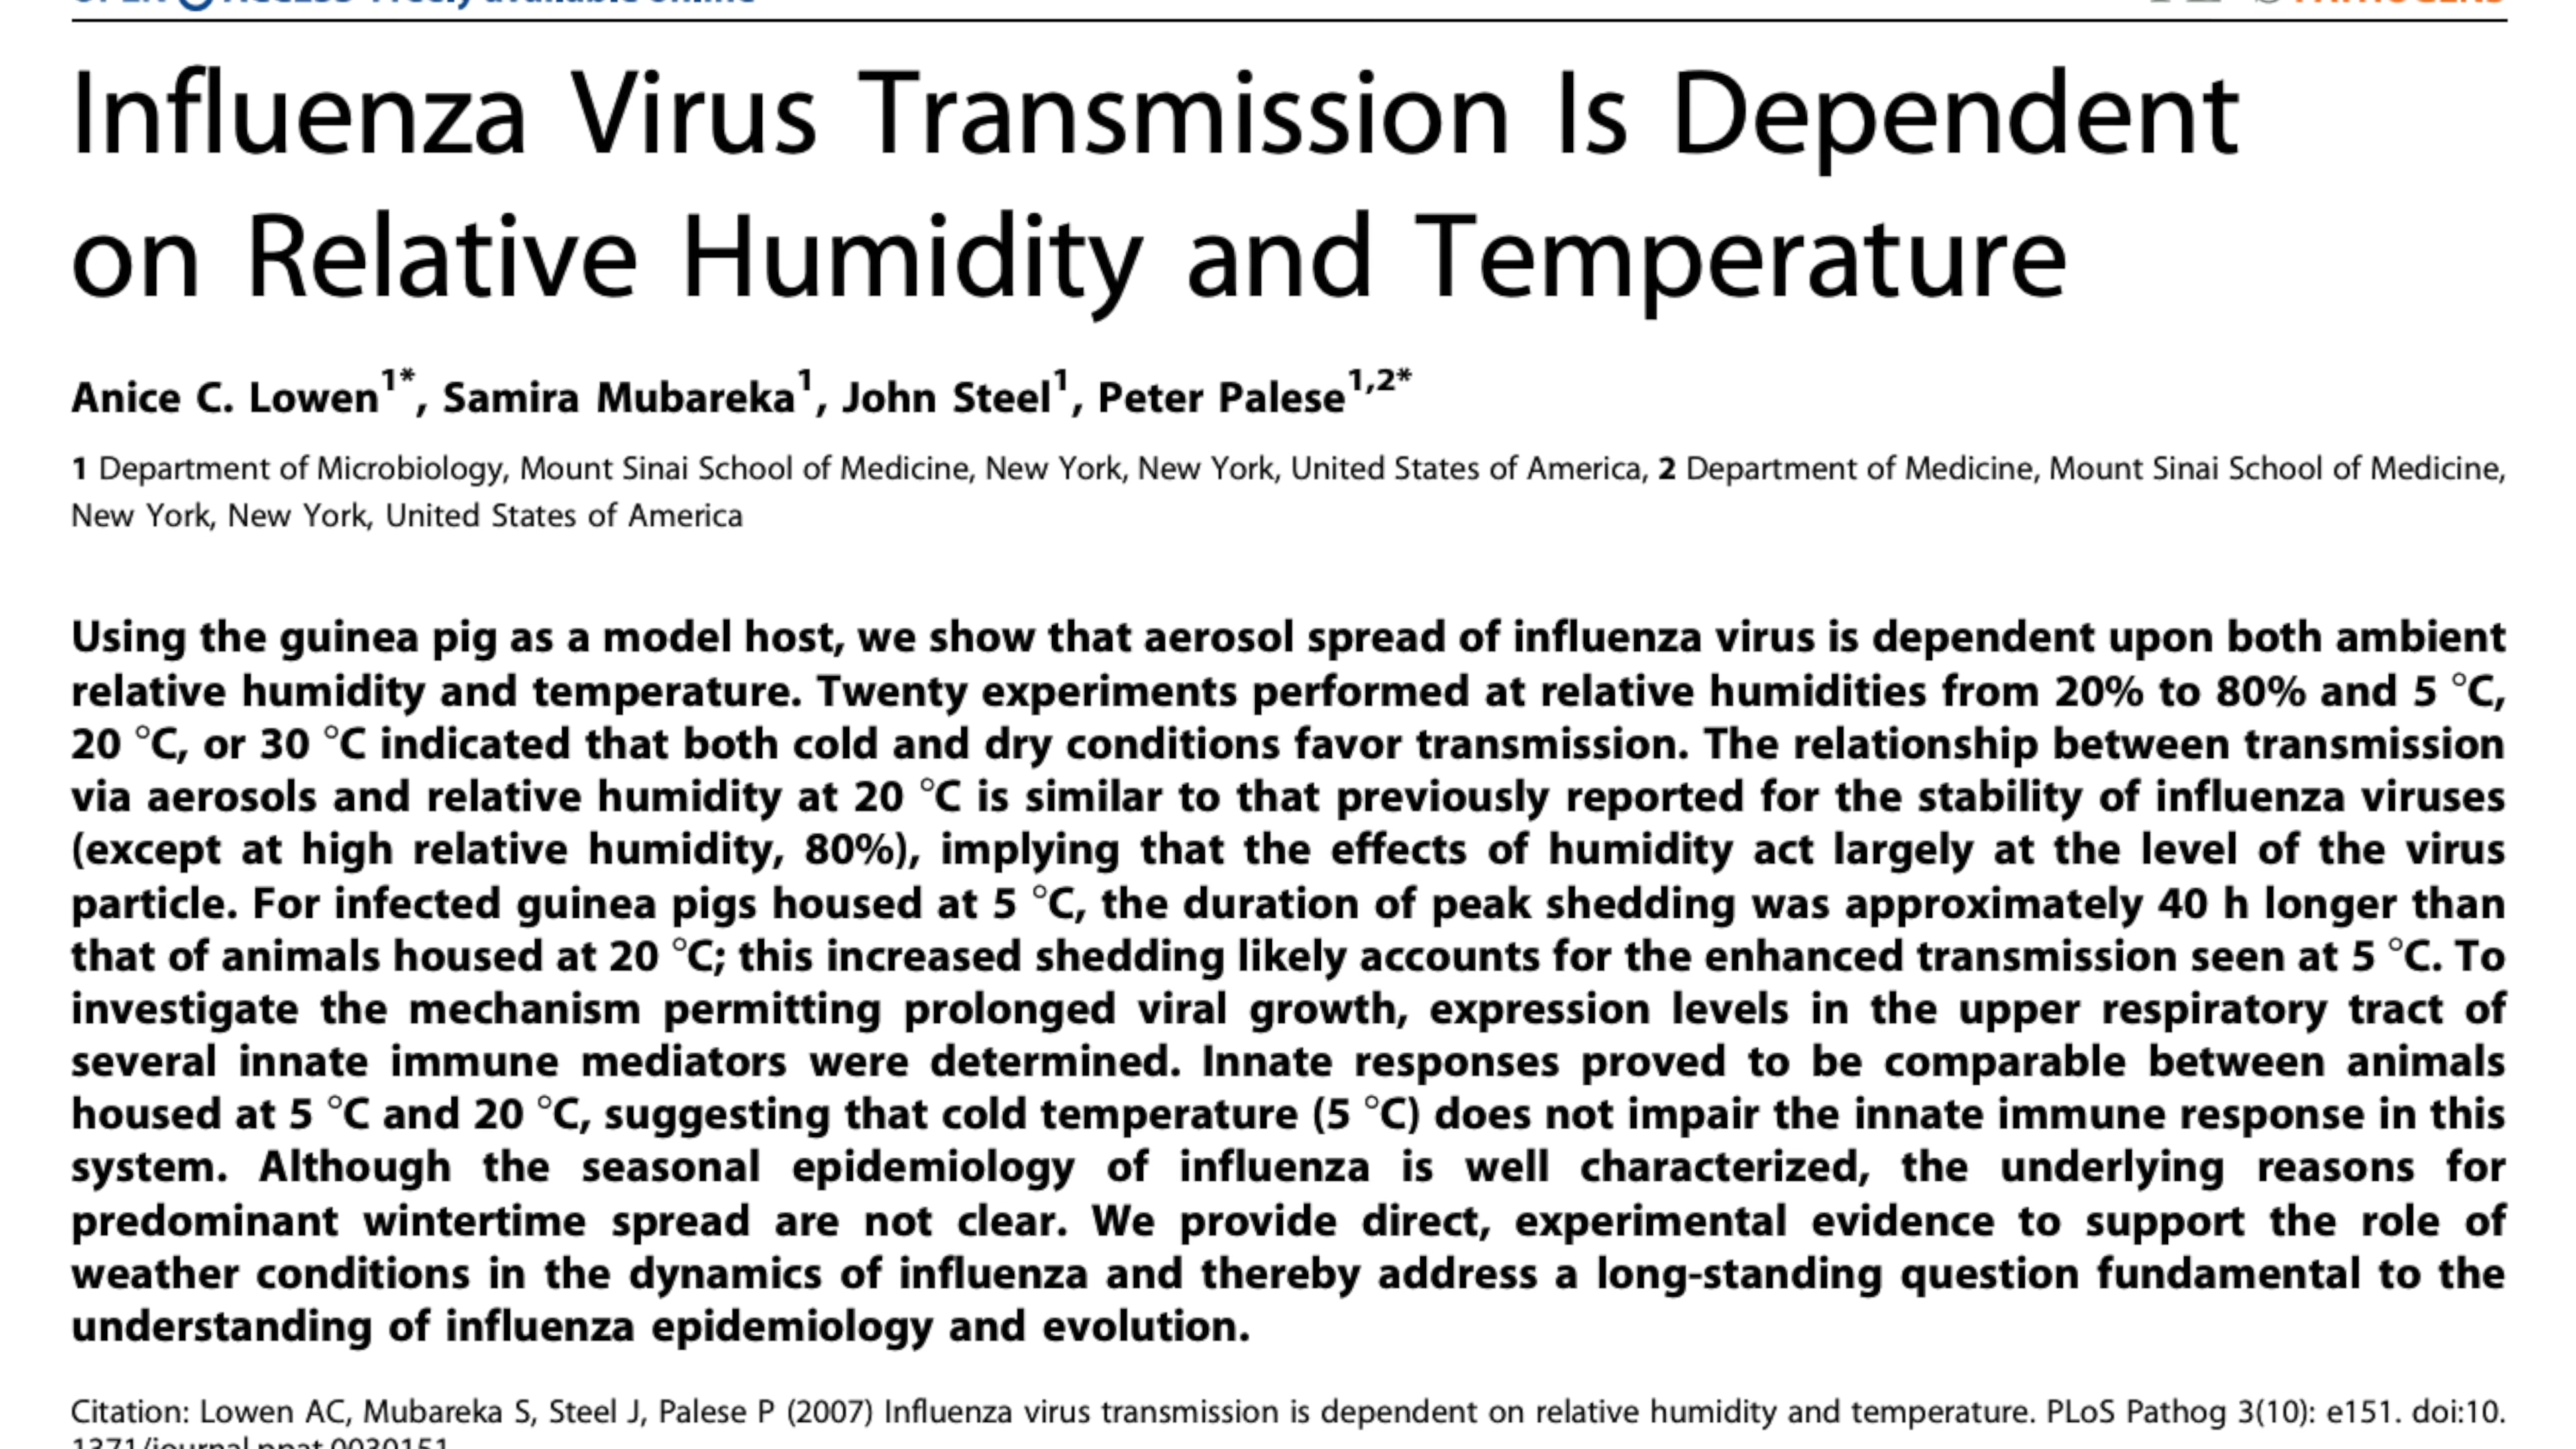 Influenza Virus Transmission Is Dependent
on Relative Humidity and Temperature
Anice C. Lowen1*, Samira Mubareka1, John Steel1, Peter Palese1,2*
1 Department of Microbiology, Mount Sinai School of Medicine, New York, New York, United States of America, 2 Department of Medicine, Mount Sinai School of Medicine,
New York, New York, United States of America
Using the guinea pig as a model host, we show that aerosol spread of influenza virus is dependent upon both ambient
relative humidity and temperature. Twenty experiments performed at relative humidities from 20% to 80% and 5 °C,
20 °C, or 30 °C indicated that both cold and dry conditions favor transmission. The relationship between transmission
via aerosols and relative humidity at 20 °C is similar to that previously reported for the stability of influenza viruses
(except at high relative humidity, 80%), implying that the effects of humidity act largely at the level of the virus
particle. For infected guinea pigs housed at 5 °C, the duration of peak shedding was approximately 40 h longer than
that of animals housed at 20 °C; this increased shedding likely accounts for the enhanced transmission seen at 5 °C. To
investigate the mechanism permitting prolonged viral growth, expression levels in the upper respiratory tract of
several innate immune mediators were determined. Innate responses proved to be comparable between animals
housed at 5 °C and 20 °C, suggesting that cold temperature (5 °C) does not impair the innate immune response in this
system. Although the seasonal epidemiology of influenza is well characterized, the underlying reasons for
predominant wintertime spread are not clear. We provide direct, experimental evidence to support the role of
weather conditions in the dynamics of influenza and thereby address a long-standing question fundamental to the
understanding of influenza epidemiology and evolution.
Citation: Lowen AC, Mubareka S, Steel J, Palese P (2007) Influenza virus transmission is dependent on relative humidity and temperature. PLoS Pathog 3(10): e151. doi:10.
1371/journal.ppat.0030151